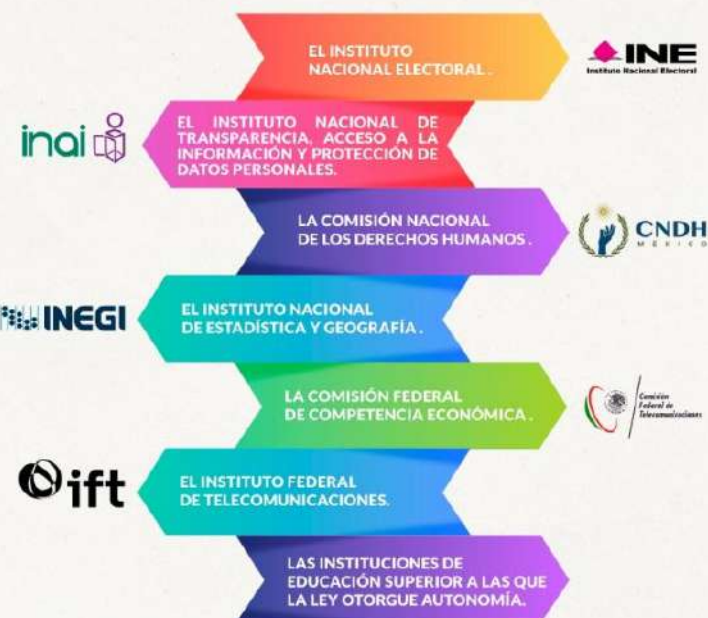 EL INSTITUTO
NACIONAL ELECTORAL .
INE
Instituto Nacional Electoral
inai
EL INSTITUTO NACIONAL DE
TRANSPARENCIA, ACCESO A LA
INFORMACIÓN Y PROTECCIÓN DE
DATOS PERSONALES.
LA COMISIÓN NACIONAL
DE LOS DERECHOS HUMANOS .
CNDH
MÉXICO
INEGI
EL INSTITUTO NACIONAL
DE ESTADÍSTICA Y GEOGRAFÍA .
LA COMISIÓN FEDERAL
DE COMPETENCIA ECONÓMICA .
Comisión
Federal de
Telecomunicaciones
ift
EL INSTITUTO FEDERAL
DE TELECOMUNICACIONES.
LAS INSTITUCIONES DE
EDUCACIÓN SUPERIOR A LAS QUE
LA LEY OTORGUE AUTONOMÍA.